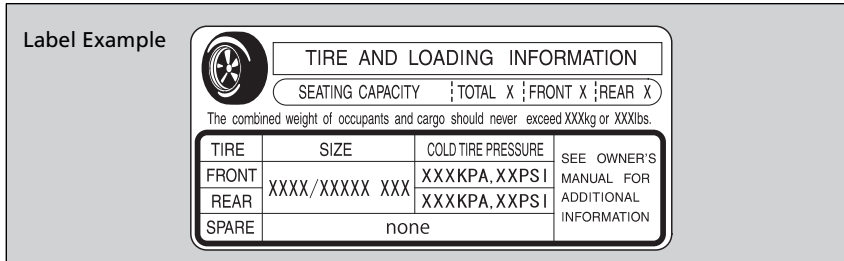 Label Example
TIRE AND LOADING INFORMATION
SEATING CAPACITY TOTAL X FRONT X REAR X
The combined weight of occupants and cargo should never exceed XXXkg or XXXlbs.
TIRE SIZE COLD TIRE PRESSURE
FRONT XXXX/XXXXX XXX XXXKPA,XXPSI
REAR XXXKPA,XXPSI
SPARE none
SEE OWNER'S
MANUAL FOR
ADDITIONAL
INFORMATION